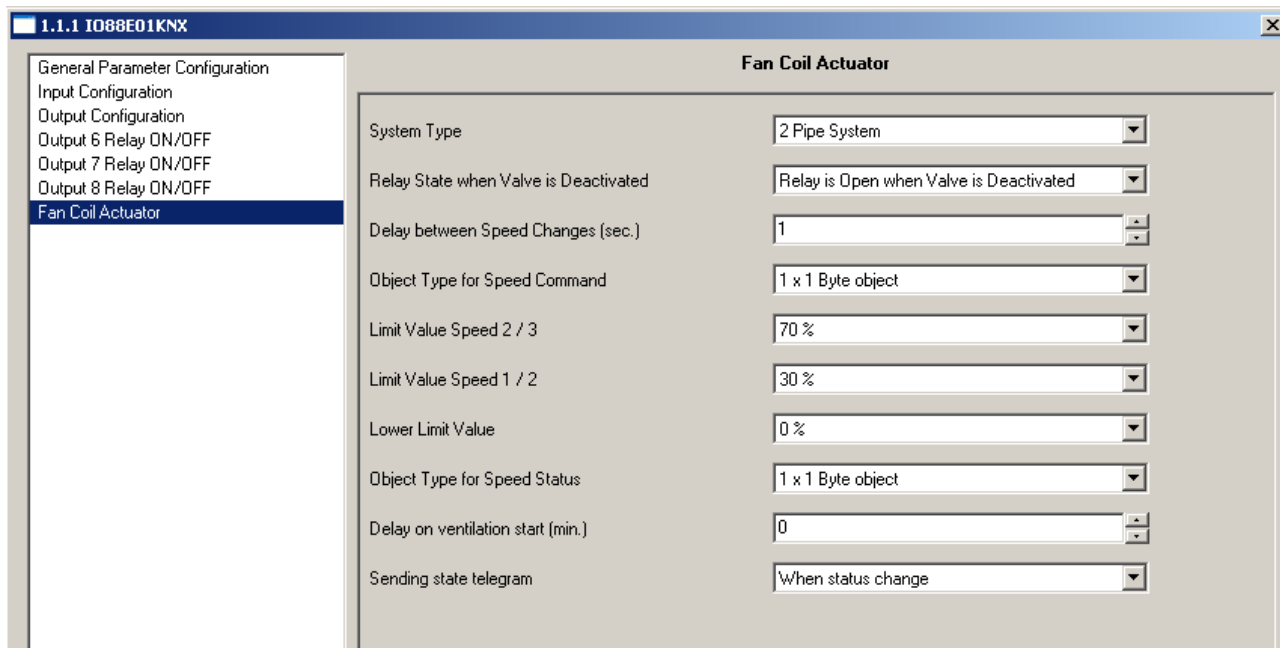 1.1.1 IO88E01KNX
General Parameter Configuration
Input Configuration
Output Configuration
Output 6 Relay ON/OFF
Output 7 Relay ON/OFF
Output 8 Relay ON/OFF
Fan Coil Actuator
Fan Coil Actuator
System Type 2 Pipe System
Relay State when Valve is Deactivated Relay is Open when Valve is Deactivated
Delay between Speed Changes (sec.) 1
Object Type for Speed Command 1 x 1 Byte object
Limit Value Speed 2 / 3 70 %
Limit Value Speed 1 / 2 30 %
Lower Limit Value 0 %
Object Type for Speed Status 1 x 1 Byte object
Delay on ventilation start (min.) 0
Sending state telegram When status change